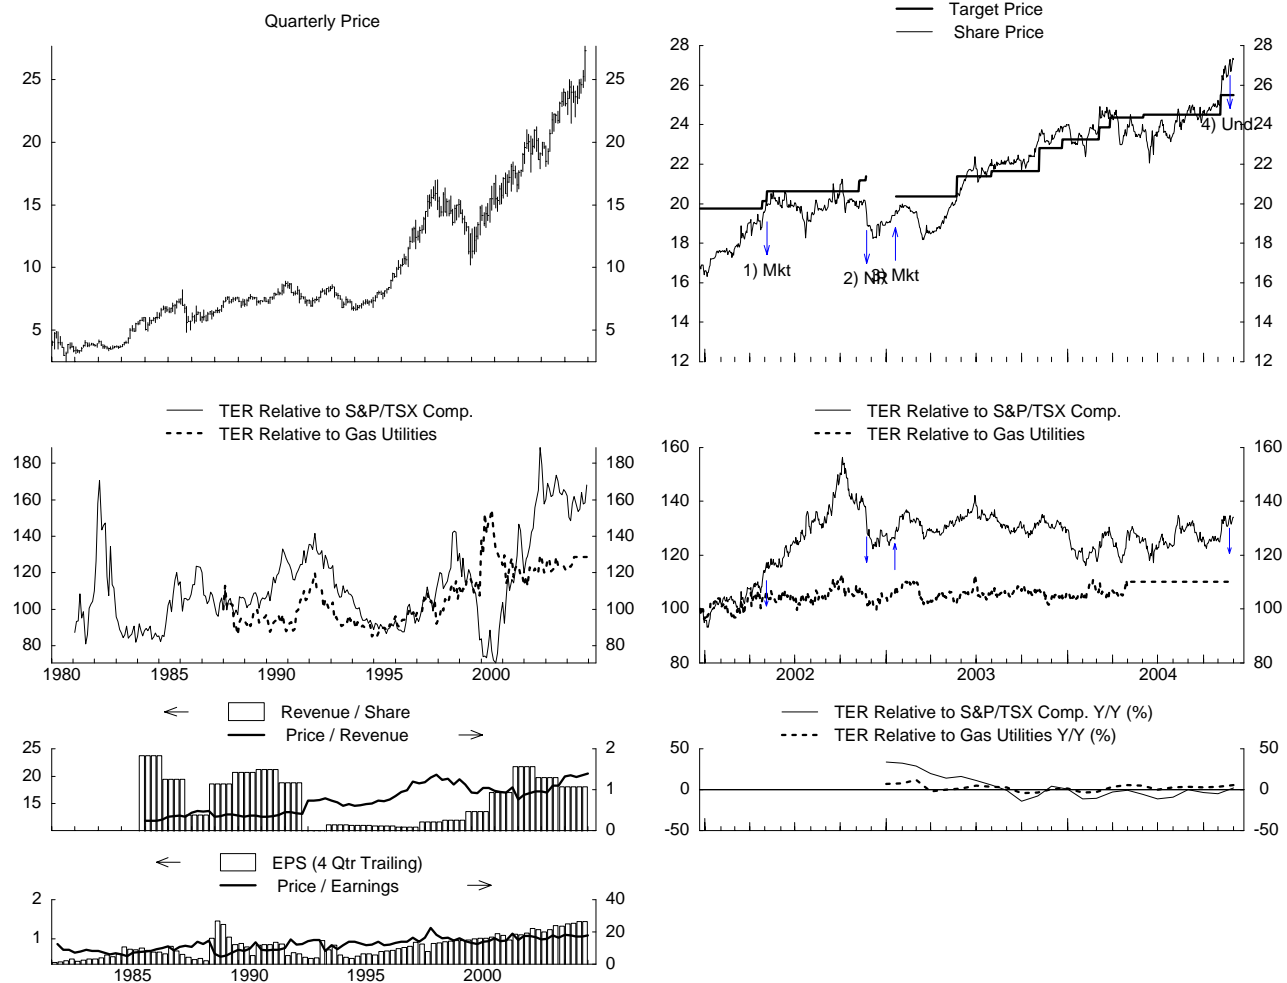 Quarterly Price
25 25
20 20
15 15
10 10
5 5
Target Price
Share Price
28 28
26 26
24 24
22 22
20 20
18 18
16 16
14 14
12 12
1) Mkt
2) NR
3) Mkt
4) Und
TER Relative to S&P/TSX Comp.
TER Relative to Gas Utilities
180 180
160 160
140 140
120 120
100 100
80 80
1980 1985 1990 1995 2000
TER Relative to S&P/TSX Comp.
TER Relative to Gas Utilities
160 160
140 140
120 120
100 100
80 80
2002 2003 2004
Revenue / Share
Price / Revenue
25 2
20 1
15 0
TER Relative to S&P/TSX Comp. Y/Y (%)
TER Relative to Gas Utilities Y/Y (%)
50 50
0 0
-50 -50
EPS (4 Qtr Trailing)
Price / Earnings
2 40
1 20
0
1985 1990 1995 2000